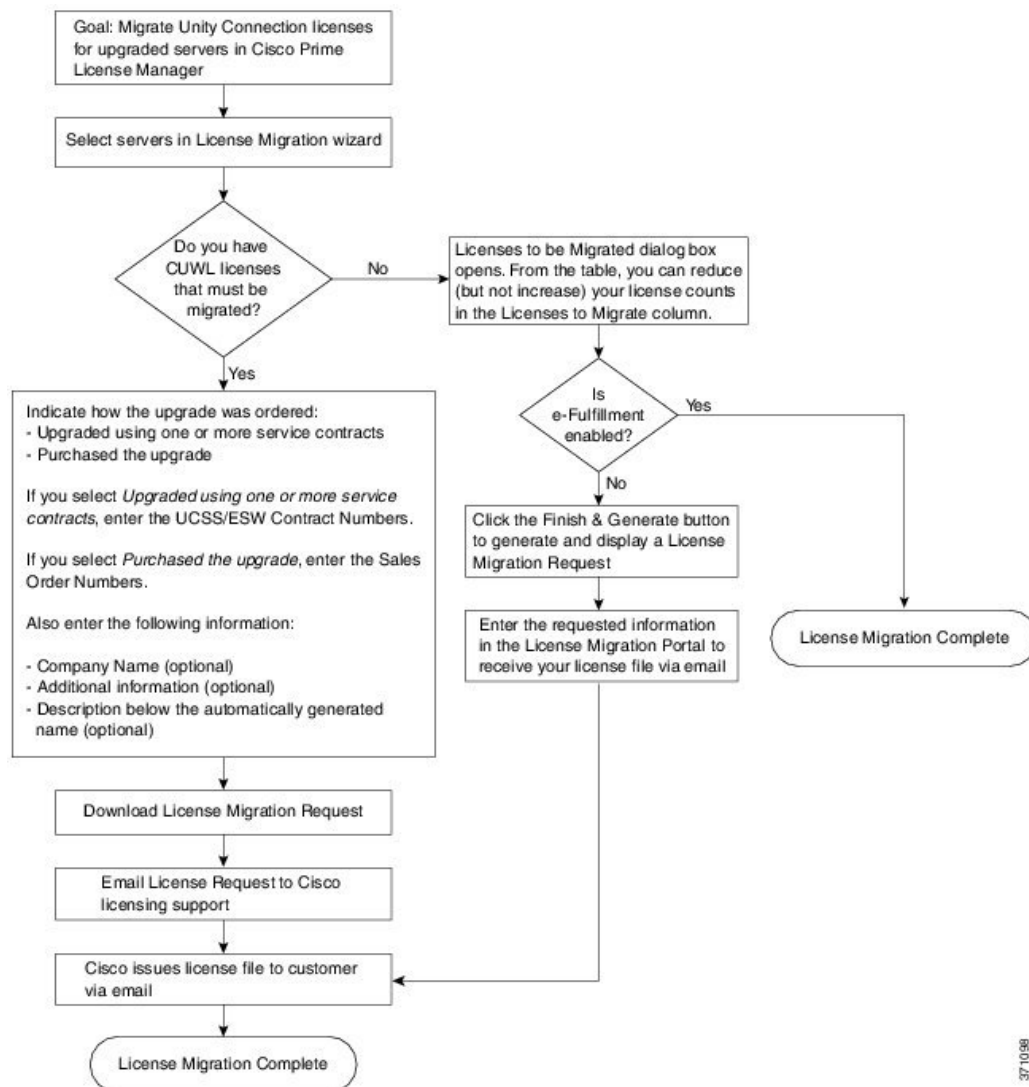 Goal: Migrate Unity Connection licenses
for upgraded servers in Cisco Prime
License Manager
Select servers in License Migration wizard
Do you have
CUWL licenses
that must be
migrated?
No
Licenses to be Migrated dialog box
opens. From the table, you can reduce
(but not increase) your license counts
in the Licenses to Migrate column.
Yes
Is
e-Fulfillment
enabled?
Yes
No
Indicate how the upgrade was ordered:
- Upgraded using one or more service contracts
- Purchased the upgrade
If you select Upgraded using one or more service
contracts, enter the UCSS/ESW Contract Numbers.
If you select Purchased the upgrade, enter the Sales
Order Numbers.
Also enter the following information:
- Company Name (optional)
- Additional information (optional)
- Description below the automatically generated
name (optional)
Click the Finish & Generate button
to generate and display a License
Migration Request
Enter the requested information
in the License Migration Portal to
receive your license file via email
License Migration Complete
Download License Migration Request
Email License Request to Cisco
licensing support
Cisco issues license file to customer
via email
License Migration Complete
371098